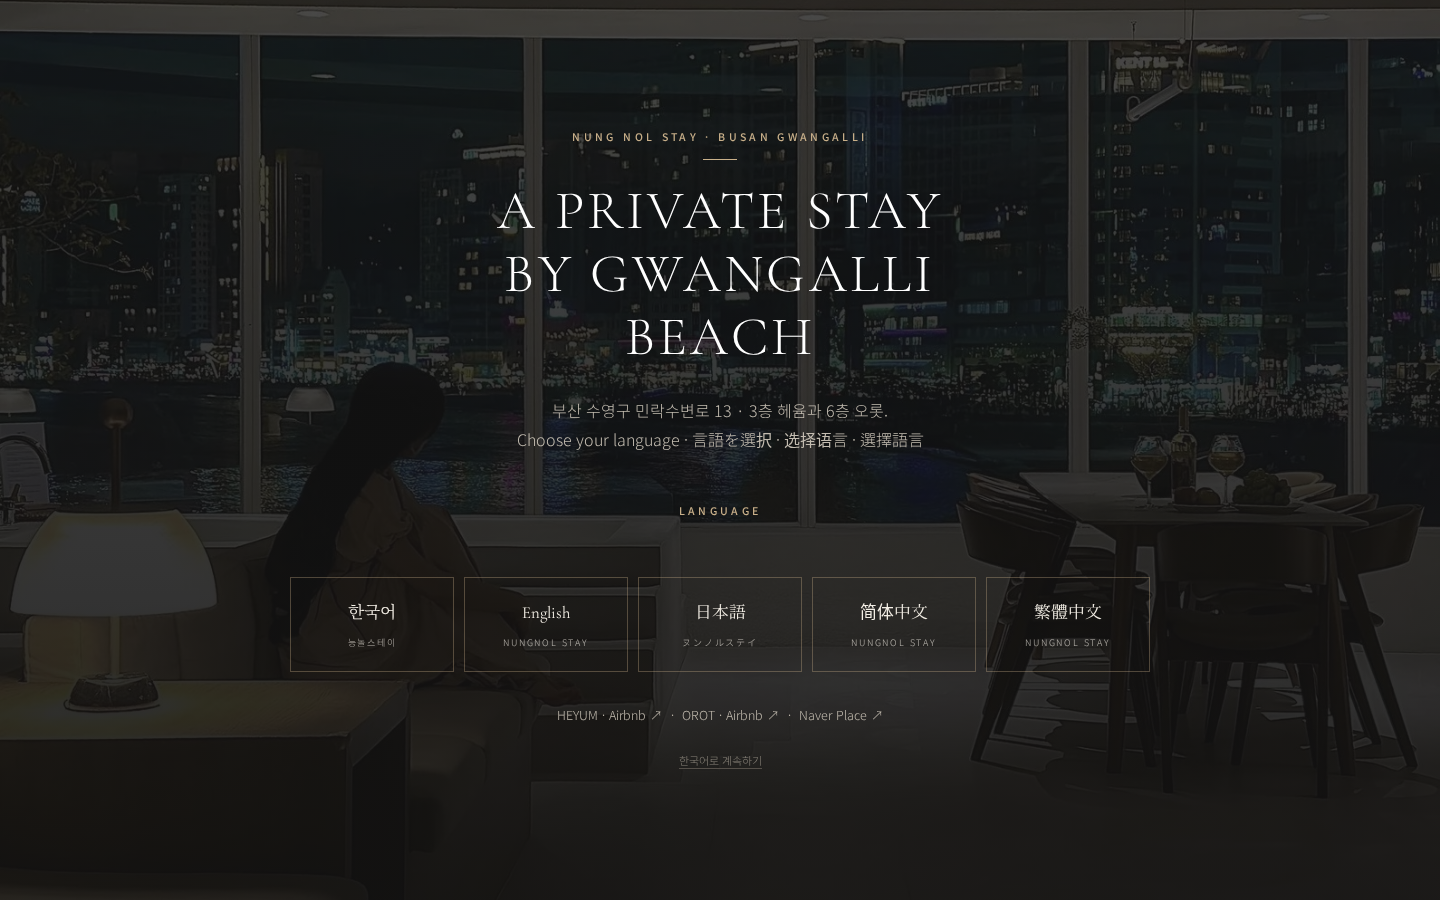 NUNG NOL STAY · BUSAN GWANGALLI
A PRIVATE STAY
BY GWANGALLI
BEACH
부산 수영구 민락수변로 13 · 3층 헤윰과 6층 오롯.
Choose your language · 言語を選択 · 选择语言 · 選擇語言
LANGUAGE
한국어
English
日本語
简体中文
繁體中文
능놀스테이
NUNGNOL STAY
ヌンノルステイ
NUNGNOL STAY
NUNGNOL STAY
HEYUM · Airbnb ↗ · OROT · Airbnb ↗ · Naver Place ↗
한국어로 계속하기